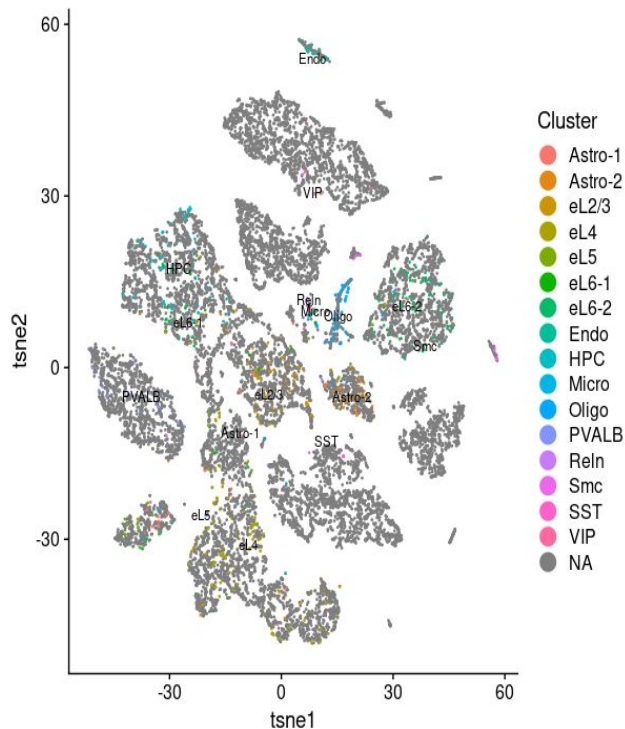 60
30
0
-30
tsne2
-30
0
30
60
tsne1
Endo
VIP
HPC
eL6-1
Reln
Micro
Oligo
eL6-2
Smc
PVALB
eL2/3
Astro-2
Astro-1
SST
eL5
eL4
Cluster
Astro-1
Astro-2
eL2/3
eL4
eL5
eL6-1
eL6-2
Endo
HPC
Micro
Oligo
PVALB
Reln
Smc
SST
VIP
NA